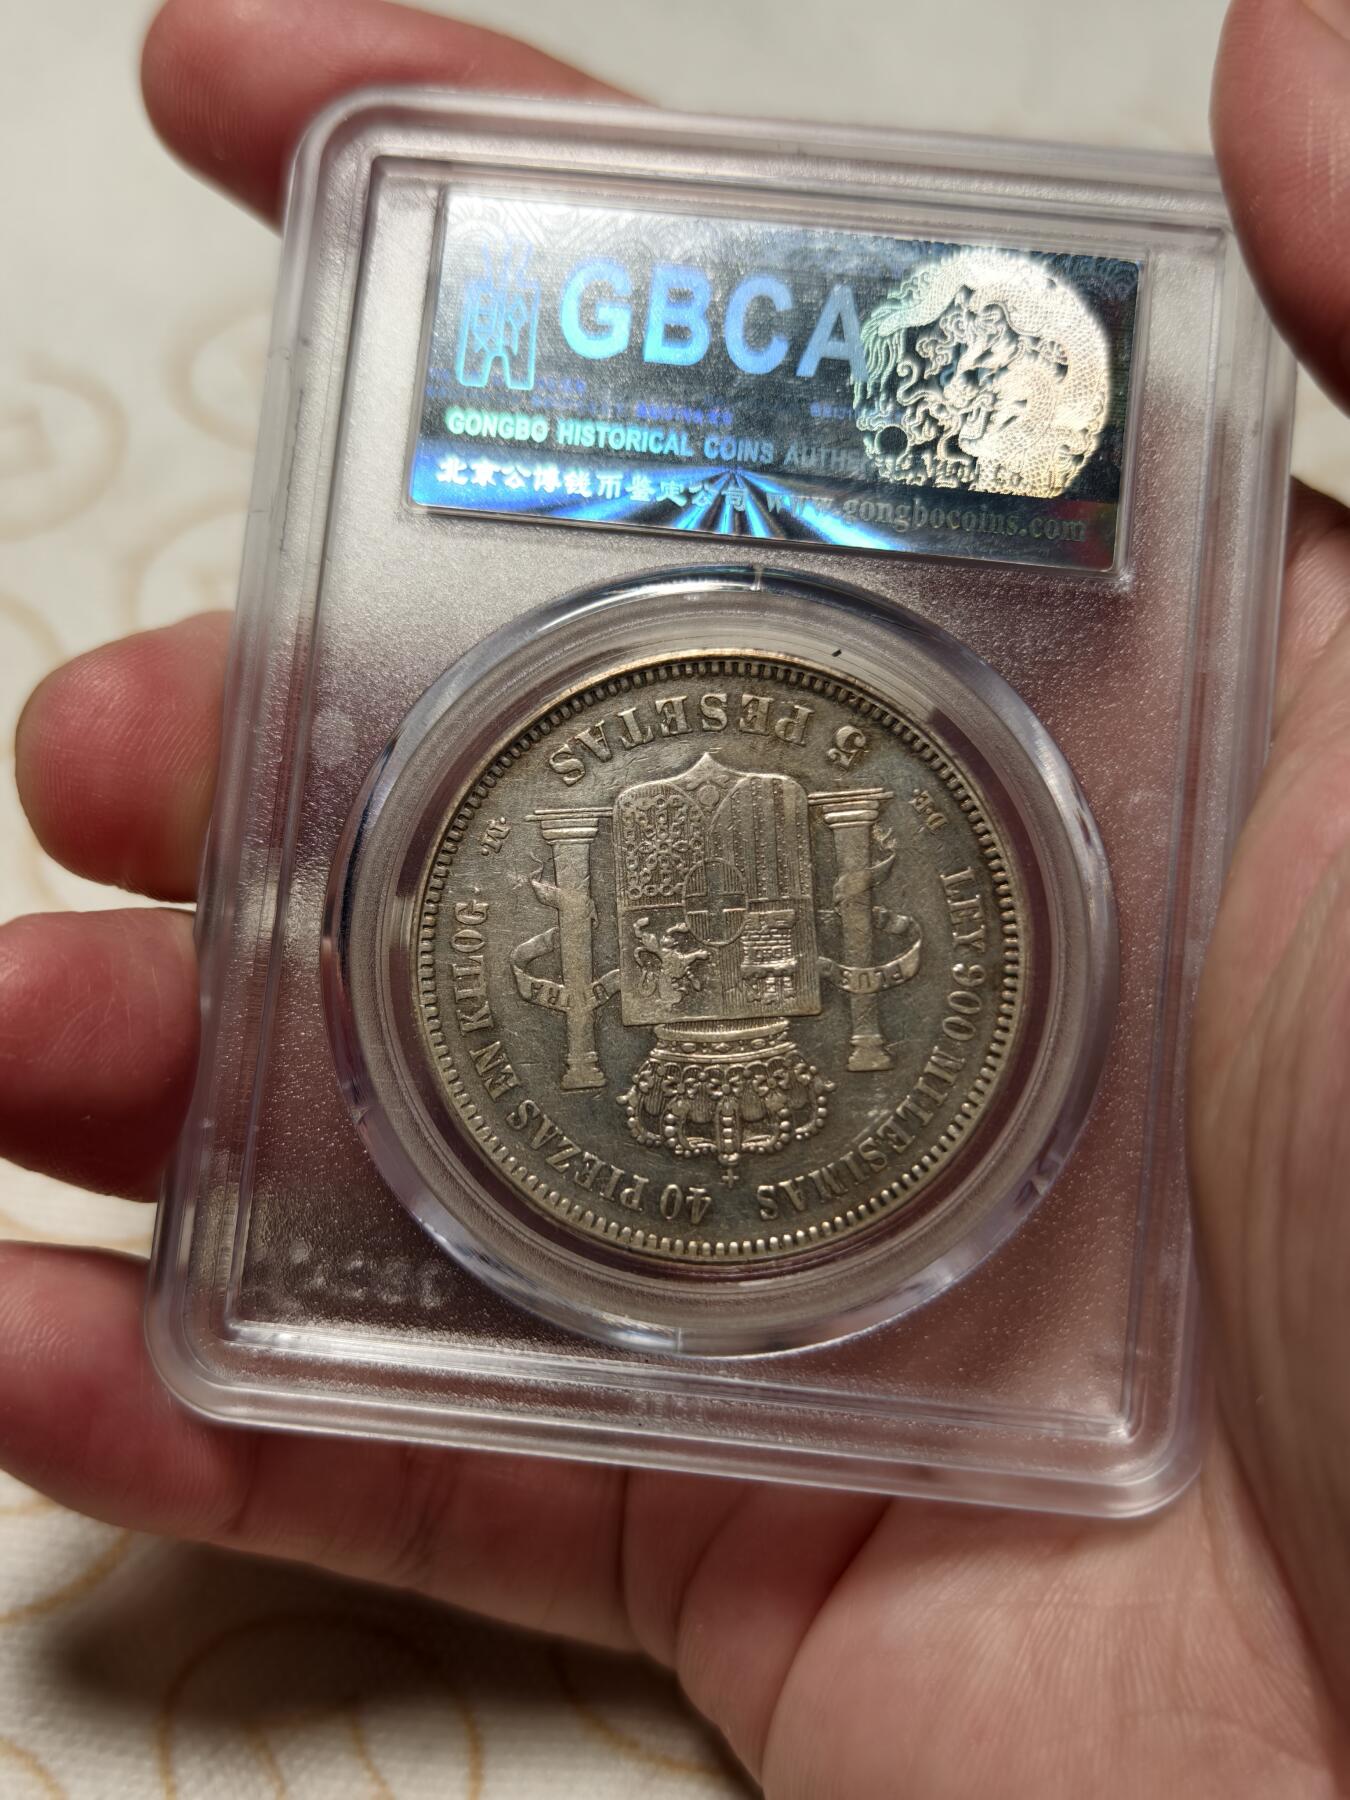 GBCA
GONGBO HISTORICAL COINS
北京公博钱币鉴定公司 www.gongbocoins.com
LEY 900 MILESIMAS 40 PIEZAS EN KILOG.
DE.
5 PESETAS
.M.
PLUS
ULTRA